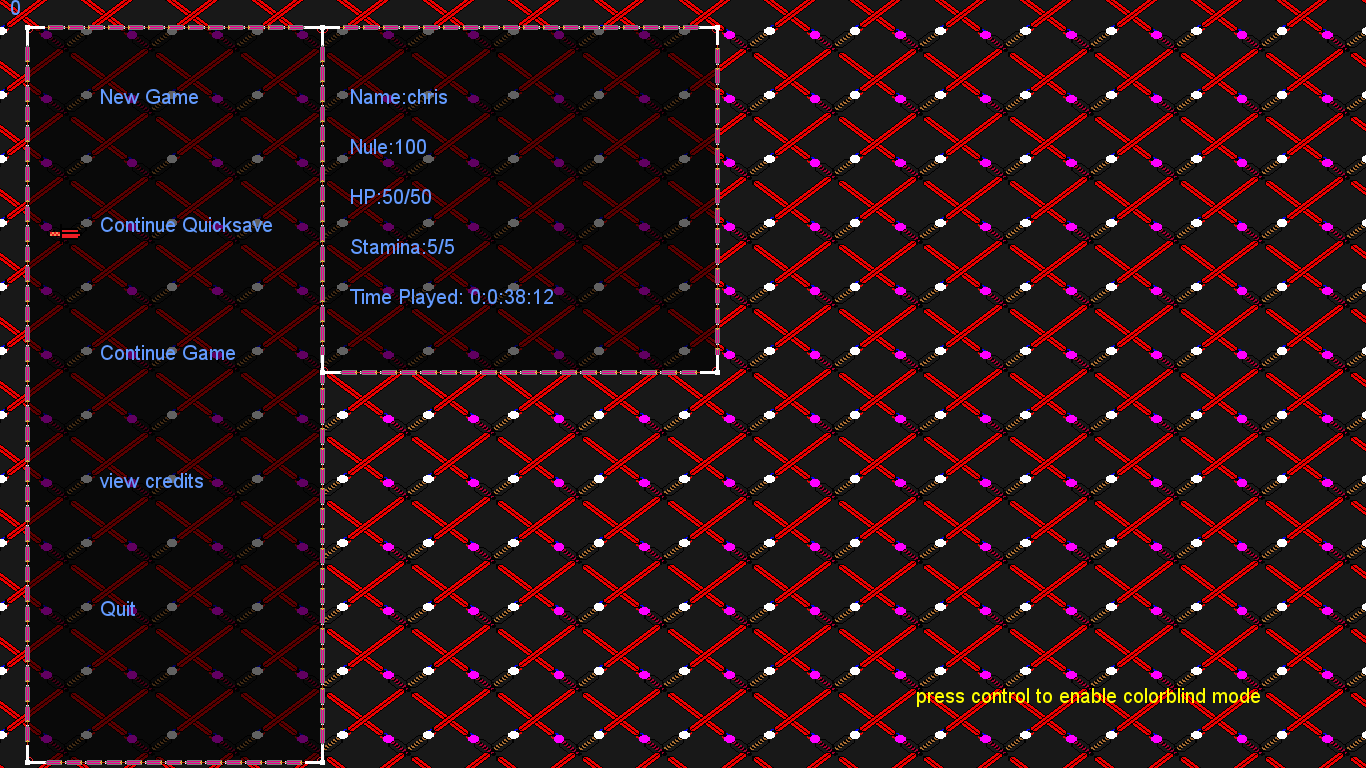 0
New Game
Continue Quicksave
Continue Game
view credits
Quit
Name:chris
Nule:100
HP:50/50
Stamina:5/5
Time Played: 0:0:38:12
press control to enable colorblind mode